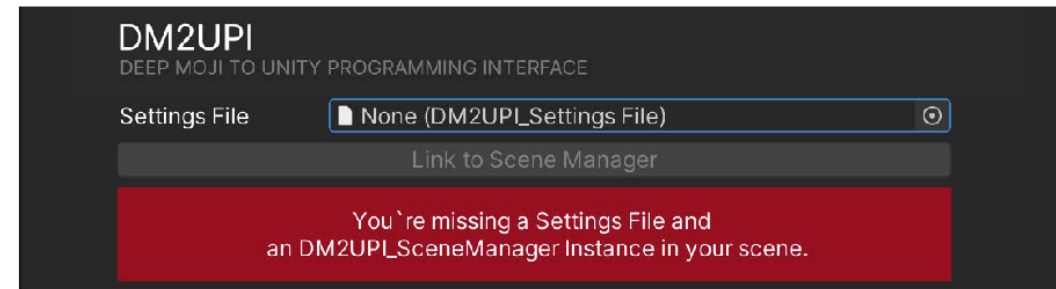 DM2UPI
DEEP MOJI TO UNITY PROGRAMMING INTERFACE
Settings File None (DM2UPI_Settings File)
Link to Scene Manager
You`re missing a Settings File and
an DM2UPI_SceneManager Instance in your scene.